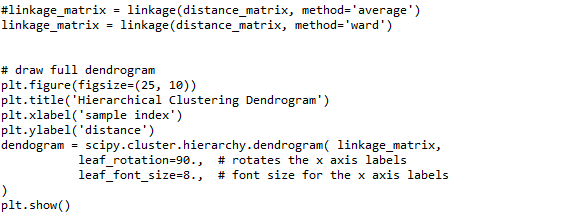 #linkage_matrix = linkage(distance_matrix, method='average')
linkage_matrix = linkage(distance_matrix, method='ward')
# draw full dendrogram
plt.figure(figsize=(25, 10))
plt.title('Hierarchical Clustering Dendrogram')
plt.xlabel('sample index')
plt.ylabel('distance')
dendogram = scipy.cluster.hierarchy.dendrogram( linkage_matrix,
          leaf_rotation=90.,  # rotates the x axis labels
          leaf_font_size=8.,  # font size for the x axis labels
)
plt.show()